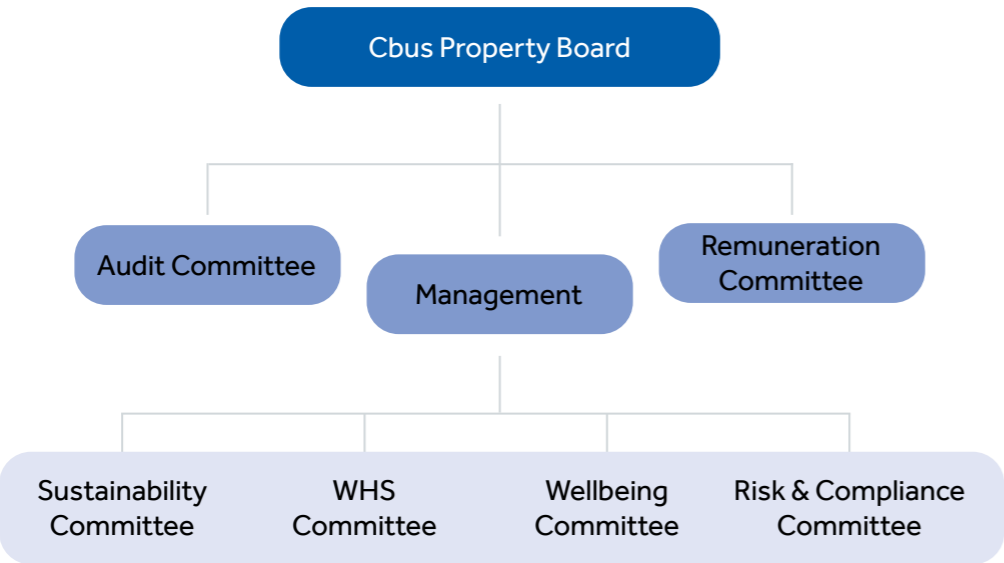 Cbus Property Board
Audit Committee
Management
Remuneration
Committee
Sustainability
Committee
WHS
Committee
Wellbeing
Committee
Risk & Compliance
Committee